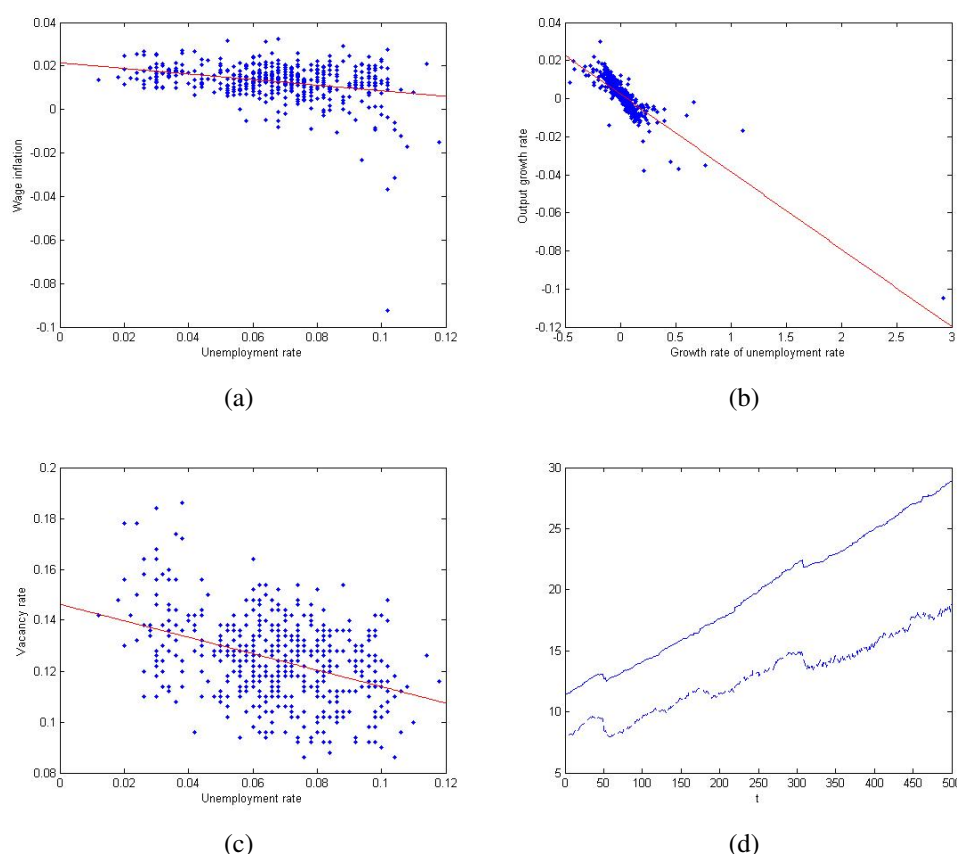 0.04
0.02
0
-0.02
-0.04
-0.06
-0.08
-0.1
0 0.02 0.04 0.06 0.08 0.1 0.12
Wage inflation
Unemployment rate
(a)
0.04
0.02
0
-0.02
-0.04
-0.06
-0.08
-0.1
-0.12
-0.5 0 0.5 1 1.5 2 2.5 3
Output growth rate
Growth rate of unemployment rate
(b)
0.2
0.18
0.16
0.14
0.12
0.1
0.08
0 0.02 0.04 0.06 0.08 0.1 0.12
Vacancy rate
Unemployment rate
(c)
30
25
20
15
10
5
0 50 100 150 200 250 300 350 400 450 500
t
(d)